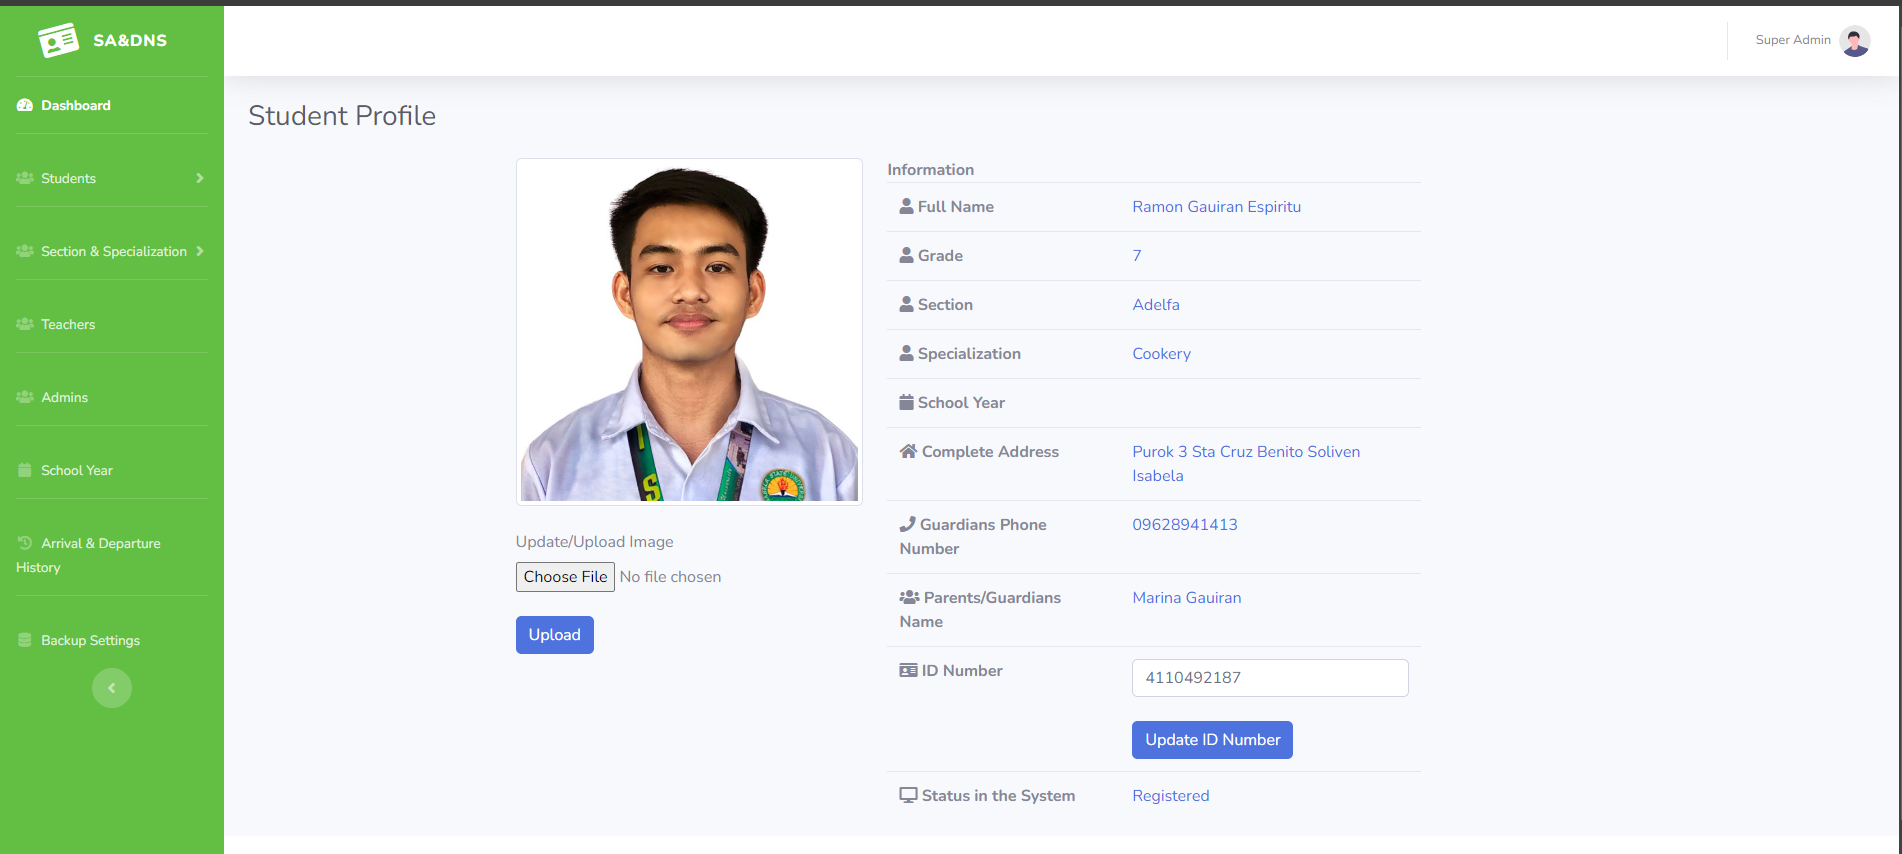 SA&DNS
Super Admin
Dashboard
Students
Section & Specialization
Teachers
Admins
School Year
Arrival & Departure
History
Backup Settings
Student Profile
S
Update/Upload Image
Choose File No file chosen
Upload
Information
Full Name Ramon Gauiran Espiritu
Grade 7
Section Adelfa
Specialization Cookery
School Year
Complete Address Purok 3 Sta Cruz Benito Soliven
Isabela
Guardians Phone 09628941413
Number
Parents/Guardians Marina Gauiran
Name
ID Number 4110492187
Update ID Number
Status in the System Registered